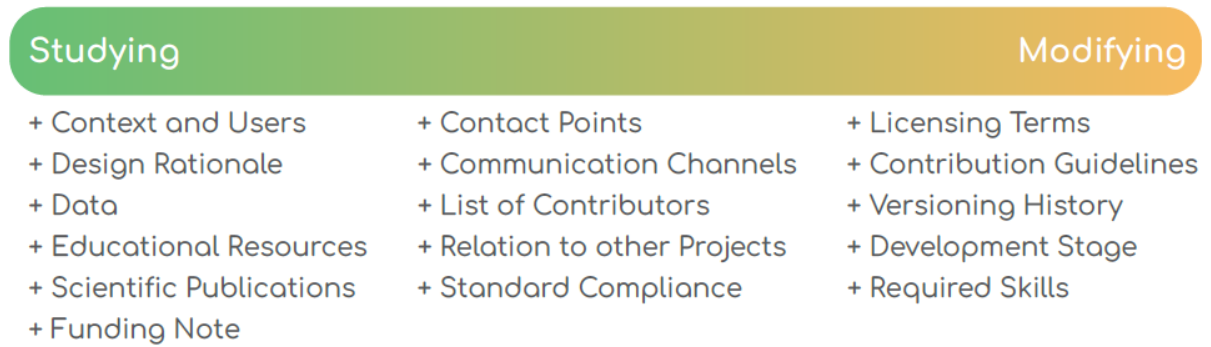 Studying Modifying
+ Context and Users
+ Design Rationale
+ Data
+ Educational Resources
+ Scientific Publications
+ Funding Note
+ Contact Points
+ Communication Channels
+ List of Contributors
+ Relation to other Projects
+ Standard Compliance
+ Licensing Terms
+ Contribution Guidelines
+ Versioning History
+ Development Stage
+ Required Skills